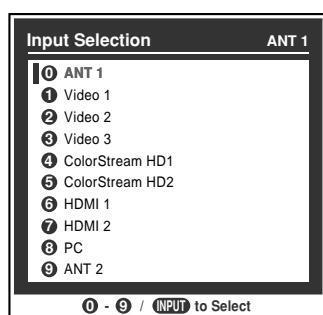 Input Selection ANT 1
0 ANT 1
1 Video 1
2 Video 2
3 Video 3
4 ColorStream HD1
5 ColorStream HD2
6 HDMI 1
7 HDMI 2
8 PC
9 ANT 2
0 - 9 / INPUT to Select